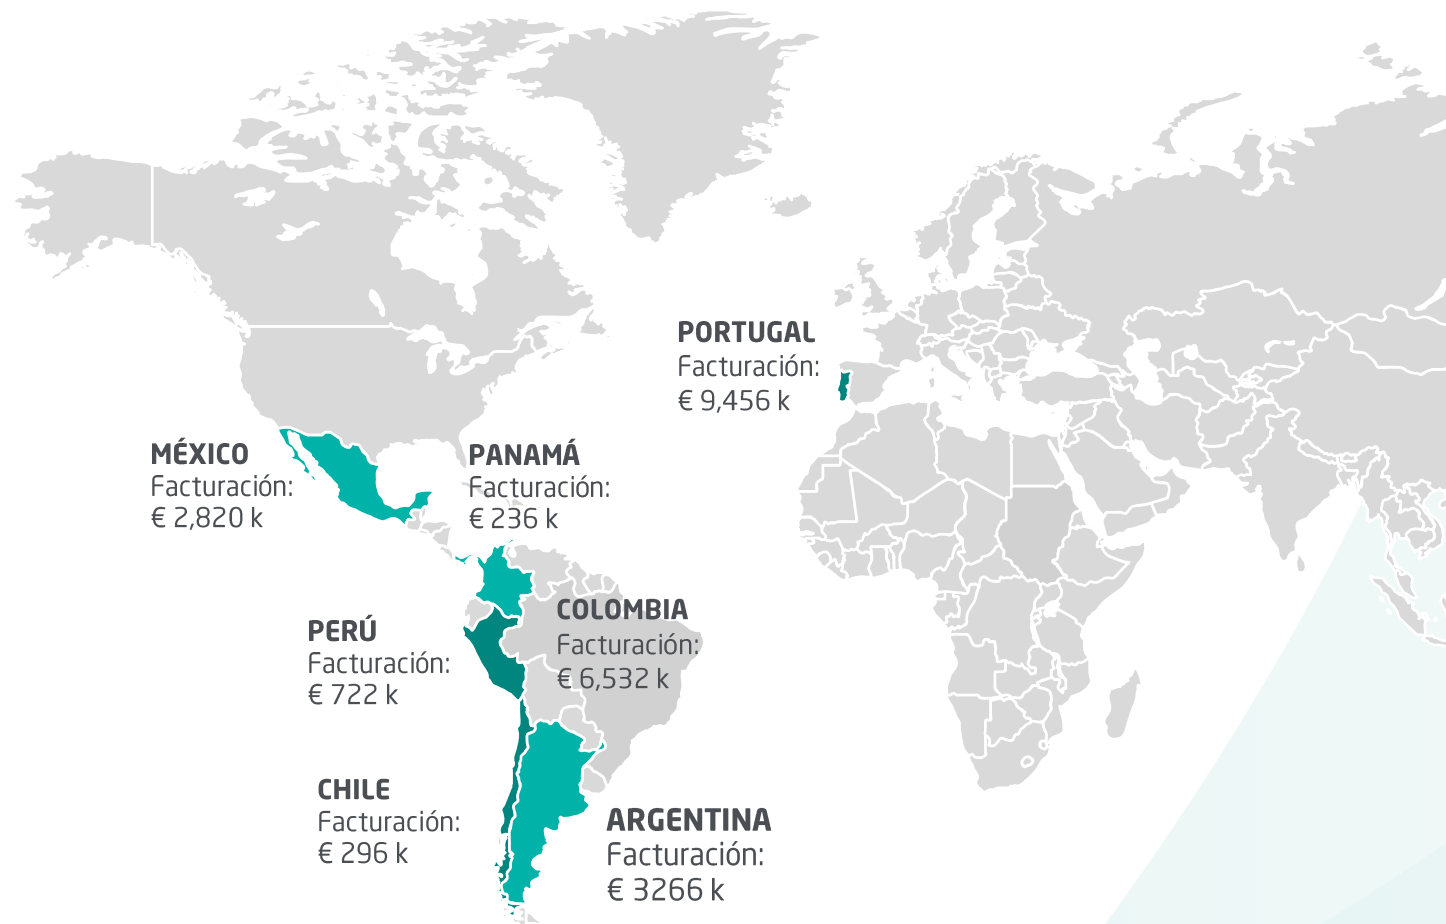 PORTUGAL
Facturación:
€ 9,456 k
MÉXICO
Facturación:
€ 2,820 k
PANAMÁ
Facturación:
€ 236 k
COLOMBIA
Facturación:
€ 6,532 k
PERÚ
Facturación:
€ 722 k
CHILE
Facturación:
€ 296 k
ARGENTINA
Facturación:
€ 3266 k